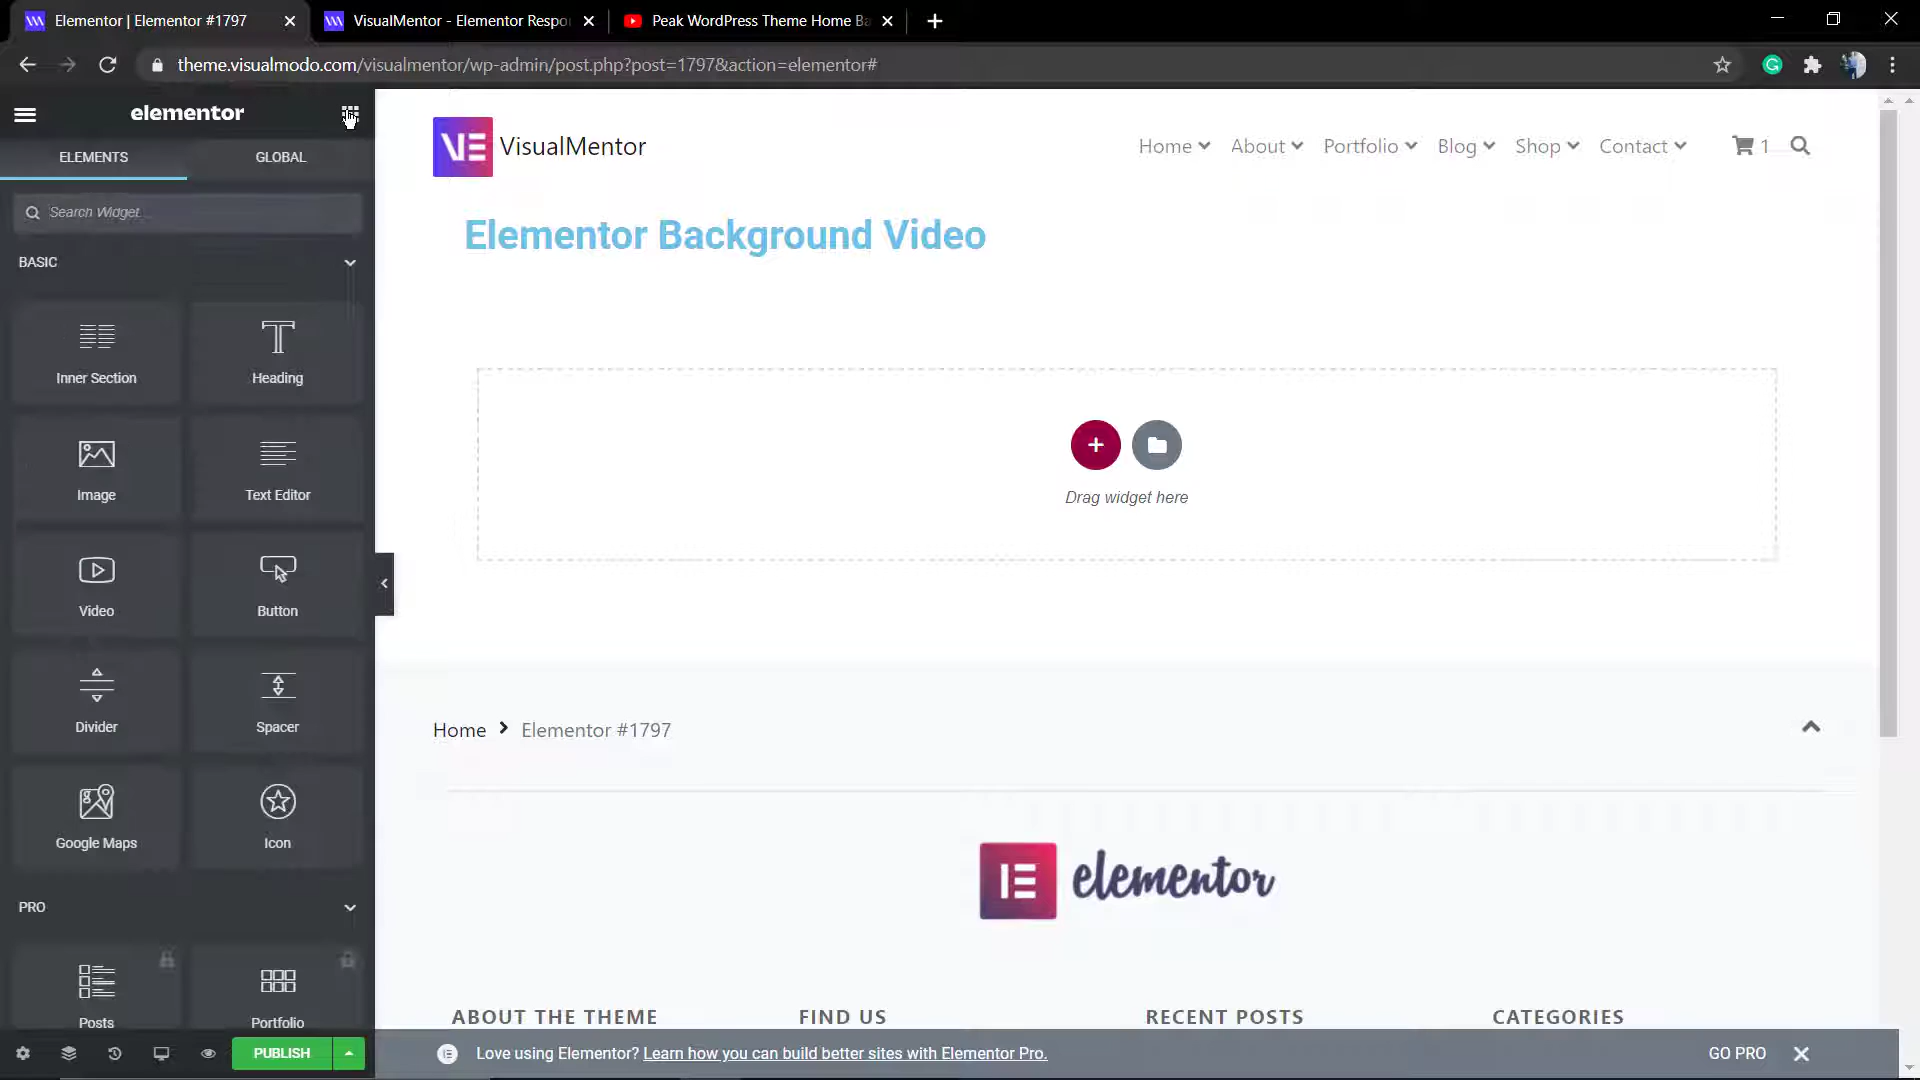 Elementor | Elementor #1797
VisualMentor - Elementor Respo
Peak WordPress Theme Home Ba
theme.visualmodo.com/visualmentor/wp-admin/post.php?post=1797&action=elementor#
elementor
ELEMENTS
GLOBAL
Search Widget...
BASIC
Inner Section
Heading
Image
Text Editor
Video
Button
Divider
Spacer
Google Maps
Icon
PRO
Posts
Portfolio
PUBLISH
VE VisualMentor
Home About Portfolio Blog Shop Contact 1
Elementor Background Video
Drag widget here
Home Elementor #1797
elementor
ABOUT THE THEME
FIND US
RECENT POSTS
CATEGORIES
Love using Elementor? Learn how you can build better sites with Elementor Pro.
GO PRO